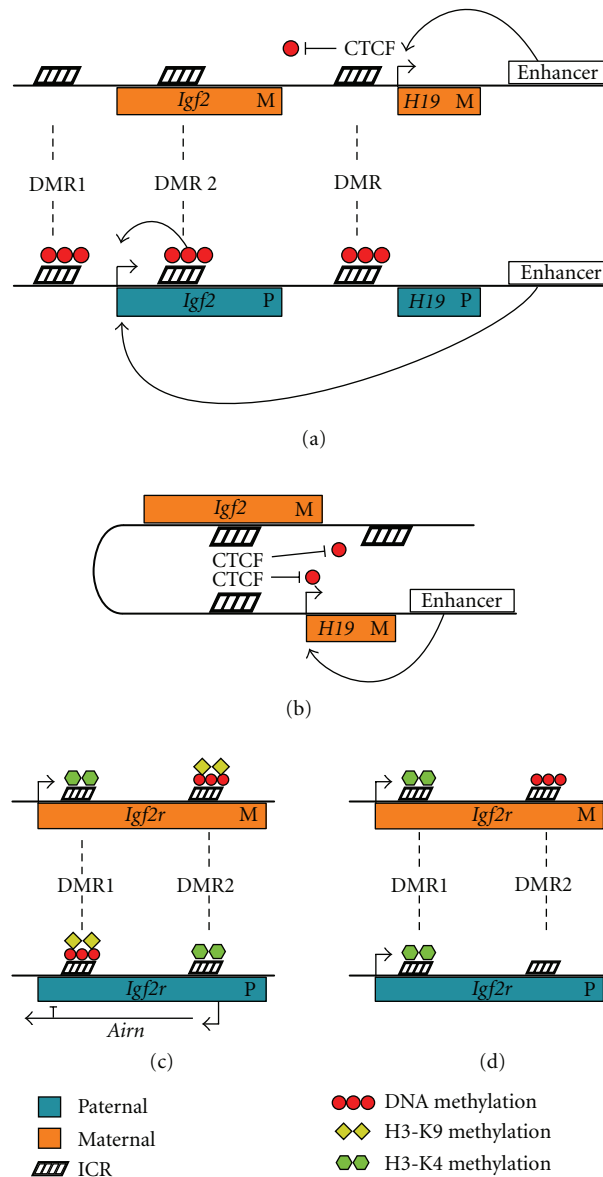 CTCF
Enhancer
Igf2 M
H19 M
DMR1
DMR 2
DMR
Enhancer
Igf2 P
H19 P
(a)
Igf2 M
CTCF
CTCF
Enhancer
H19 M
(b)
Igf2r M
DMR1
DMR2
Igf2r P
Airn
(c)
Igf2r M
DMR1
DMR2
Igf2r P
(d)
Paternal
Maternal
ICR
DNA methylation
H3-K9 methylation
H3-K4 methylation